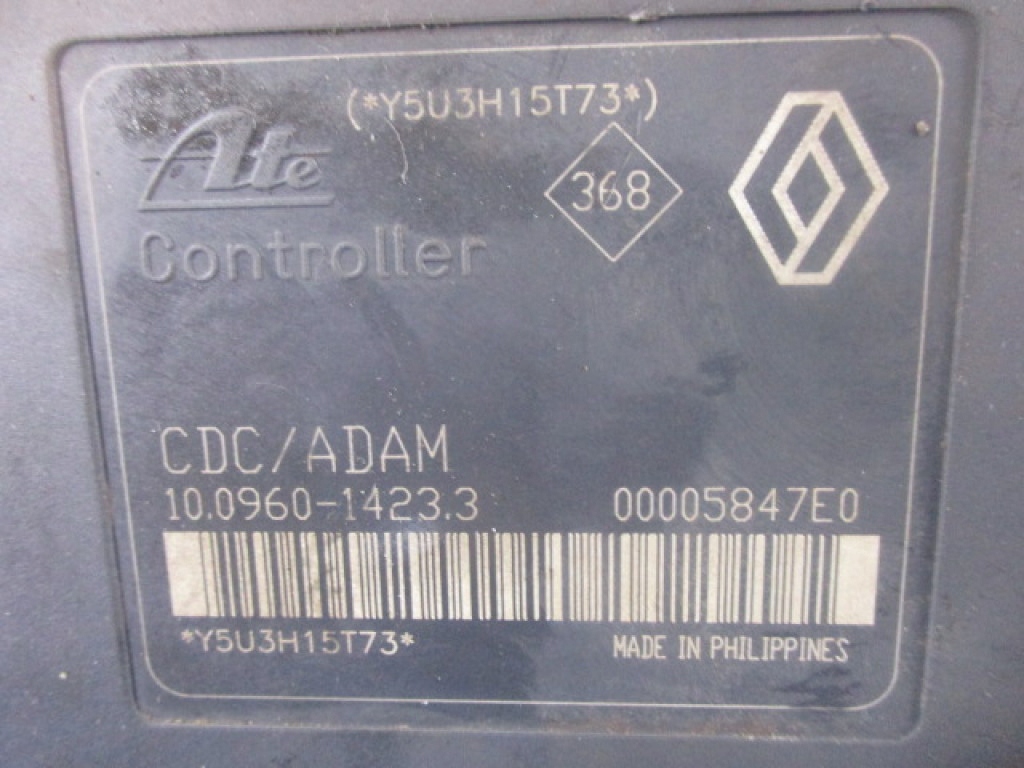 (*Y5U3H15T73*)
Ate
368
Controller
CDC/ADAM
10.0960-1423.3 00005847E0
*Y5U3H15T73* MADE IN PHILIPPINES